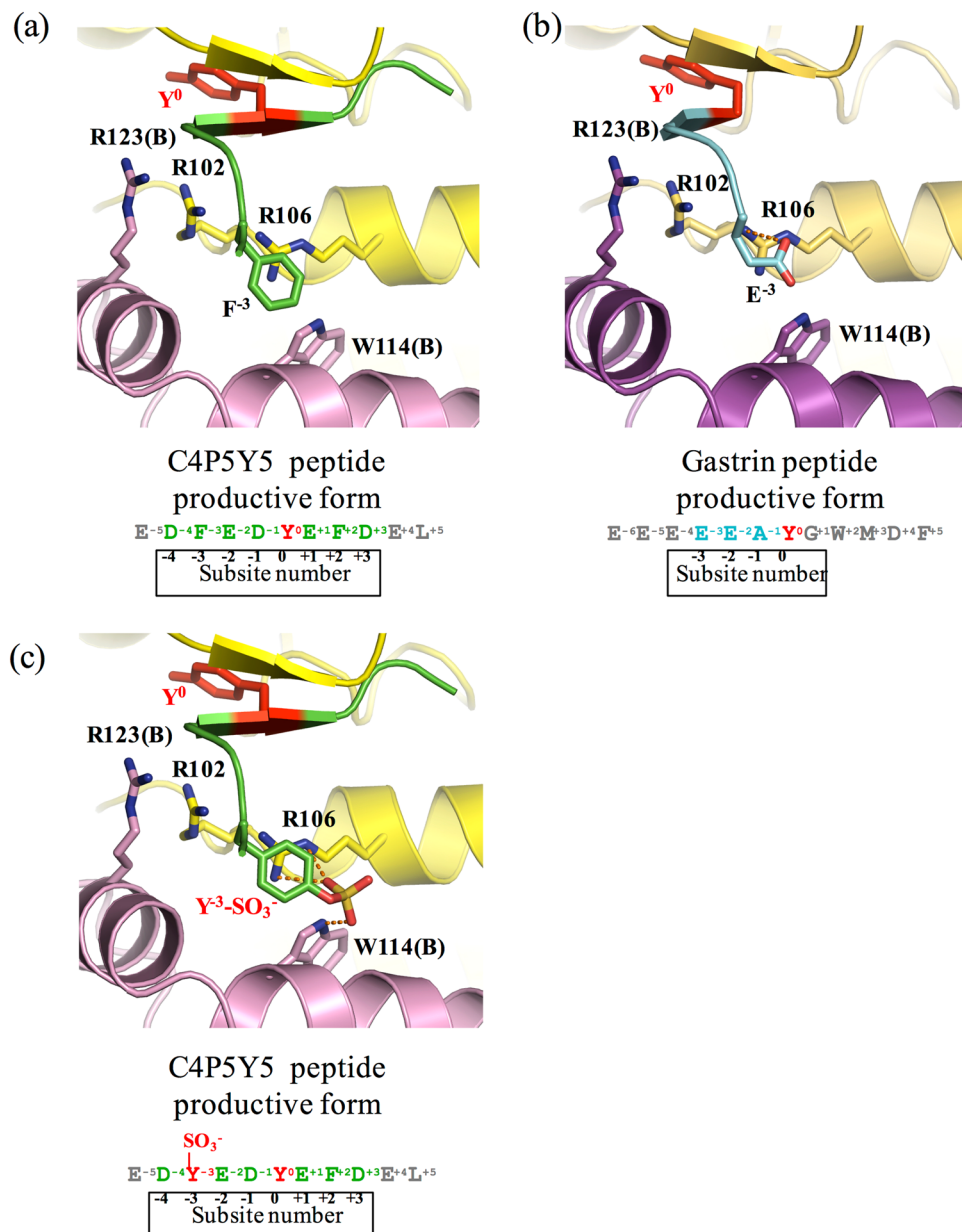 (a)
Y⁰
R123(B)
R102
R106
F⁻³
W114(B)
C4P5Y5 peptide
productive form
E⁻⁵D⁻⁴F⁻³E⁻²D⁻¹Y⁰E⁺¹F⁺²D⁺³E⁺⁴L⁺⁵
-4 -3 -2 -1 0 +1 +2 +3
Subsite number
(b)
Y⁰
R123(B)
R102
R106
E⁻³
W114(B)
Gastrin peptide
productive form
E⁻⁶E⁻⁵E⁻⁴E⁻³E⁻²A⁻¹Y⁰G⁺¹W⁺²M⁺³D⁺⁴F⁺⁵
-3 -2 -1 0
Subsite number
(c)
Y⁰
R123(B)
R102
R106
Y⁻³-SO₃⁻
W114(B)
C4P5Y5 peptide
productive form
SO₃⁻
E⁻⁵D⁻⁴Y⁻³E⁻²D⁻¹Y⁰E⁺¹F⁺²D⁺³E⁺⁴L⁺⁵
-4 -3 -2 -1 0 +1 +2 +3
Subsite number